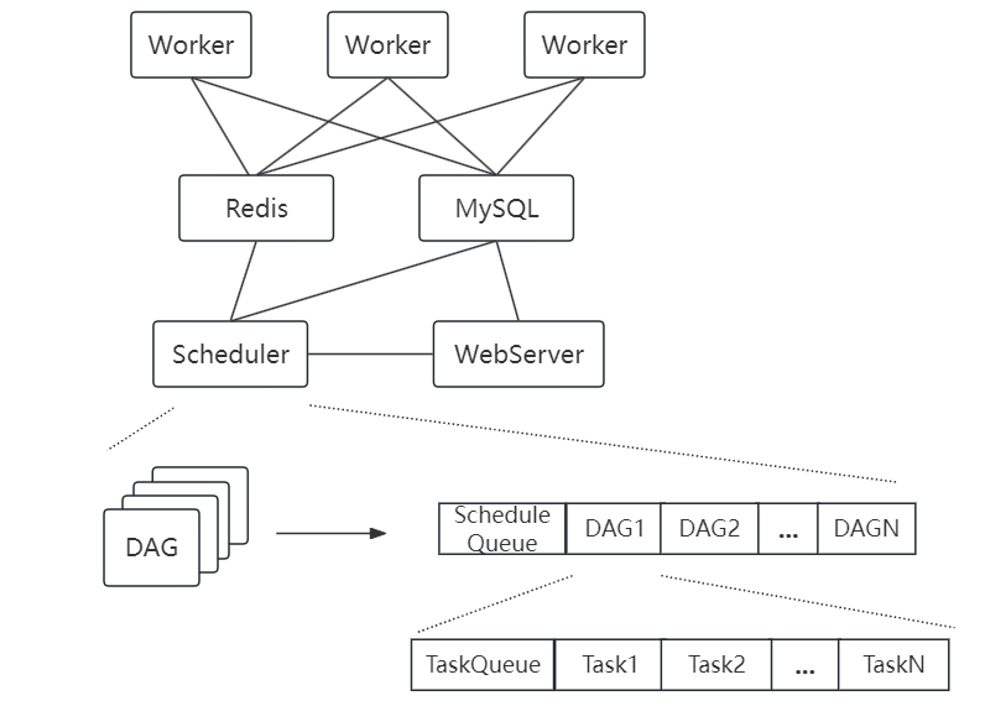 Worker Worker Worker
Redis MySQL
Scheduler WebServer
DAG
Schedule
Queue DAG1 DAG2 ... DAGN
TaskQueue Task1 Task2 ... TaskN